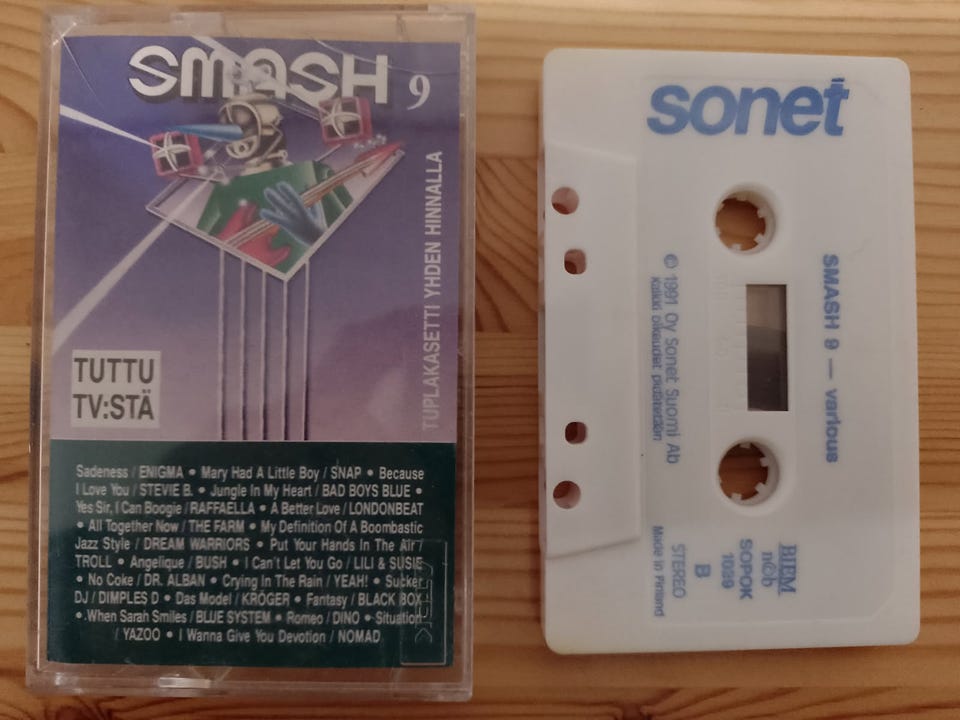 SMASH 9
TUPLAKASETTI YHDEN HINNALLA
TUTTU
TV:STÄ
Sadeness / ENIGMA • Mary Had A Little Boy / SNAP • Because
I Love You / STEVIE B. • Jungle In My Heart / BAD BOYS BLUE •
Yes Sir, I Can Boogie / RAFFAELLA • A Better Love / LONDONBEAT
• All Together Now / THE FARM • My Definition Of A Boombastic
Jazz Style / DREAM WARRIORS • Put Your Hands In The Air /
TROLL • Angelique / BUSH • I Can't Let You Go / LILI & SUSIE
• No Coke / DR. ALBAN • Crying In The Rain / YEAH! • Sucker
DJ / DIMPLES D • Das Model / KRÖGER • Fantasy / BLACK BOX
• When Sarah Smiles / BLUE SYSTEM • Romeo / DINO • Situation
/ YAZOO • I Wanna Give You Devotion / NOMAD
sonet
SMASH 9 — various
© 1991 Oy Sonet Suomi Ab
Kaikki oikeudet pidätetään
BIEM
n©b
SOPOK
1089
B
STEREO
Made in Finland